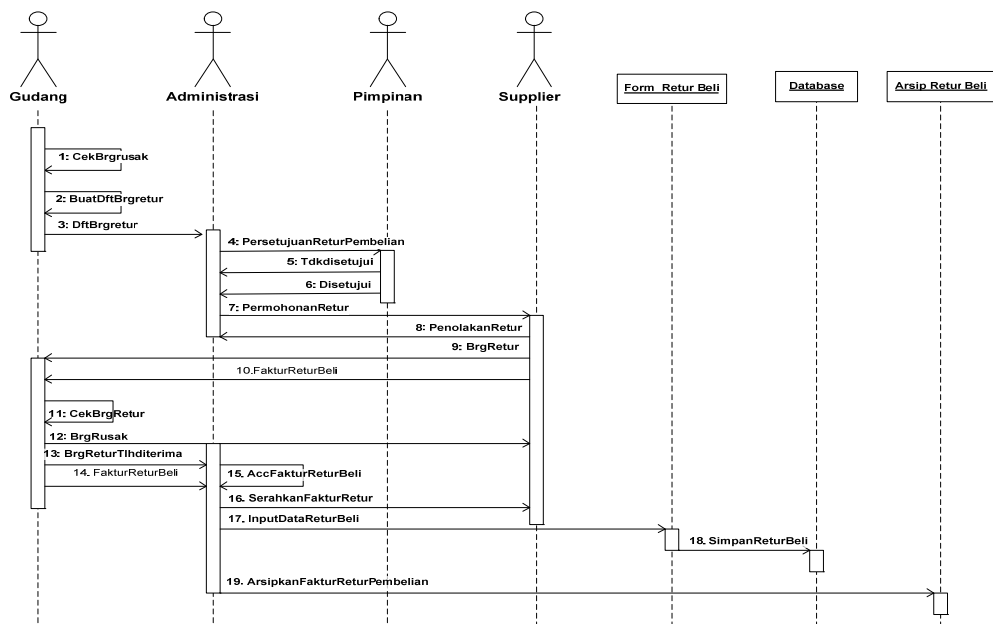 Gudang
Administrasi
Pimpinan
Supplier
Form Retur Beli
Database
Arsip Retur Beli
1: CekBrgrusak
2: BuatDftBrgretur
3: DftBrgretur
4: PersetujuanReturPembelian
5: Tdkdisetujui
6: Disetujui
7: PermohonanRetur
8: PenolakanRetur
9: BrgRetur
10.FakturReturBeli
11: CekBrgRetur
12: BrgRusak
13: BrgReturTlhditerima
14. FakturReturBeli
15. AccFakturReturBeli
16. SerahkanFakturRetur
17. InputDataReturBeli
18. SimpanReturBeli
19. ArsipkanFakturReturPembelian